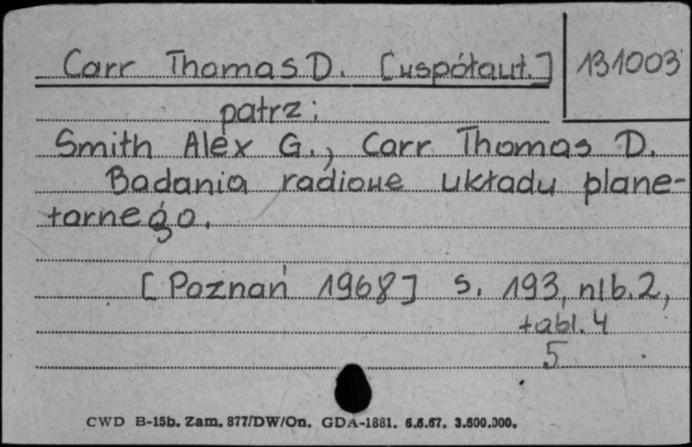 Carr Thomas D. [współaut.] 131003
patrz:
Smith Alex G., Carr Thomas D.
Badania radiowe układu plane-
tarnego.
[Poznań 1968] s. 193, nlb. 2,
tabl. 4
5
CWD B-15b. Zam. 877/DW/On. GDA-1881. 6.6.67. 3.600.000.